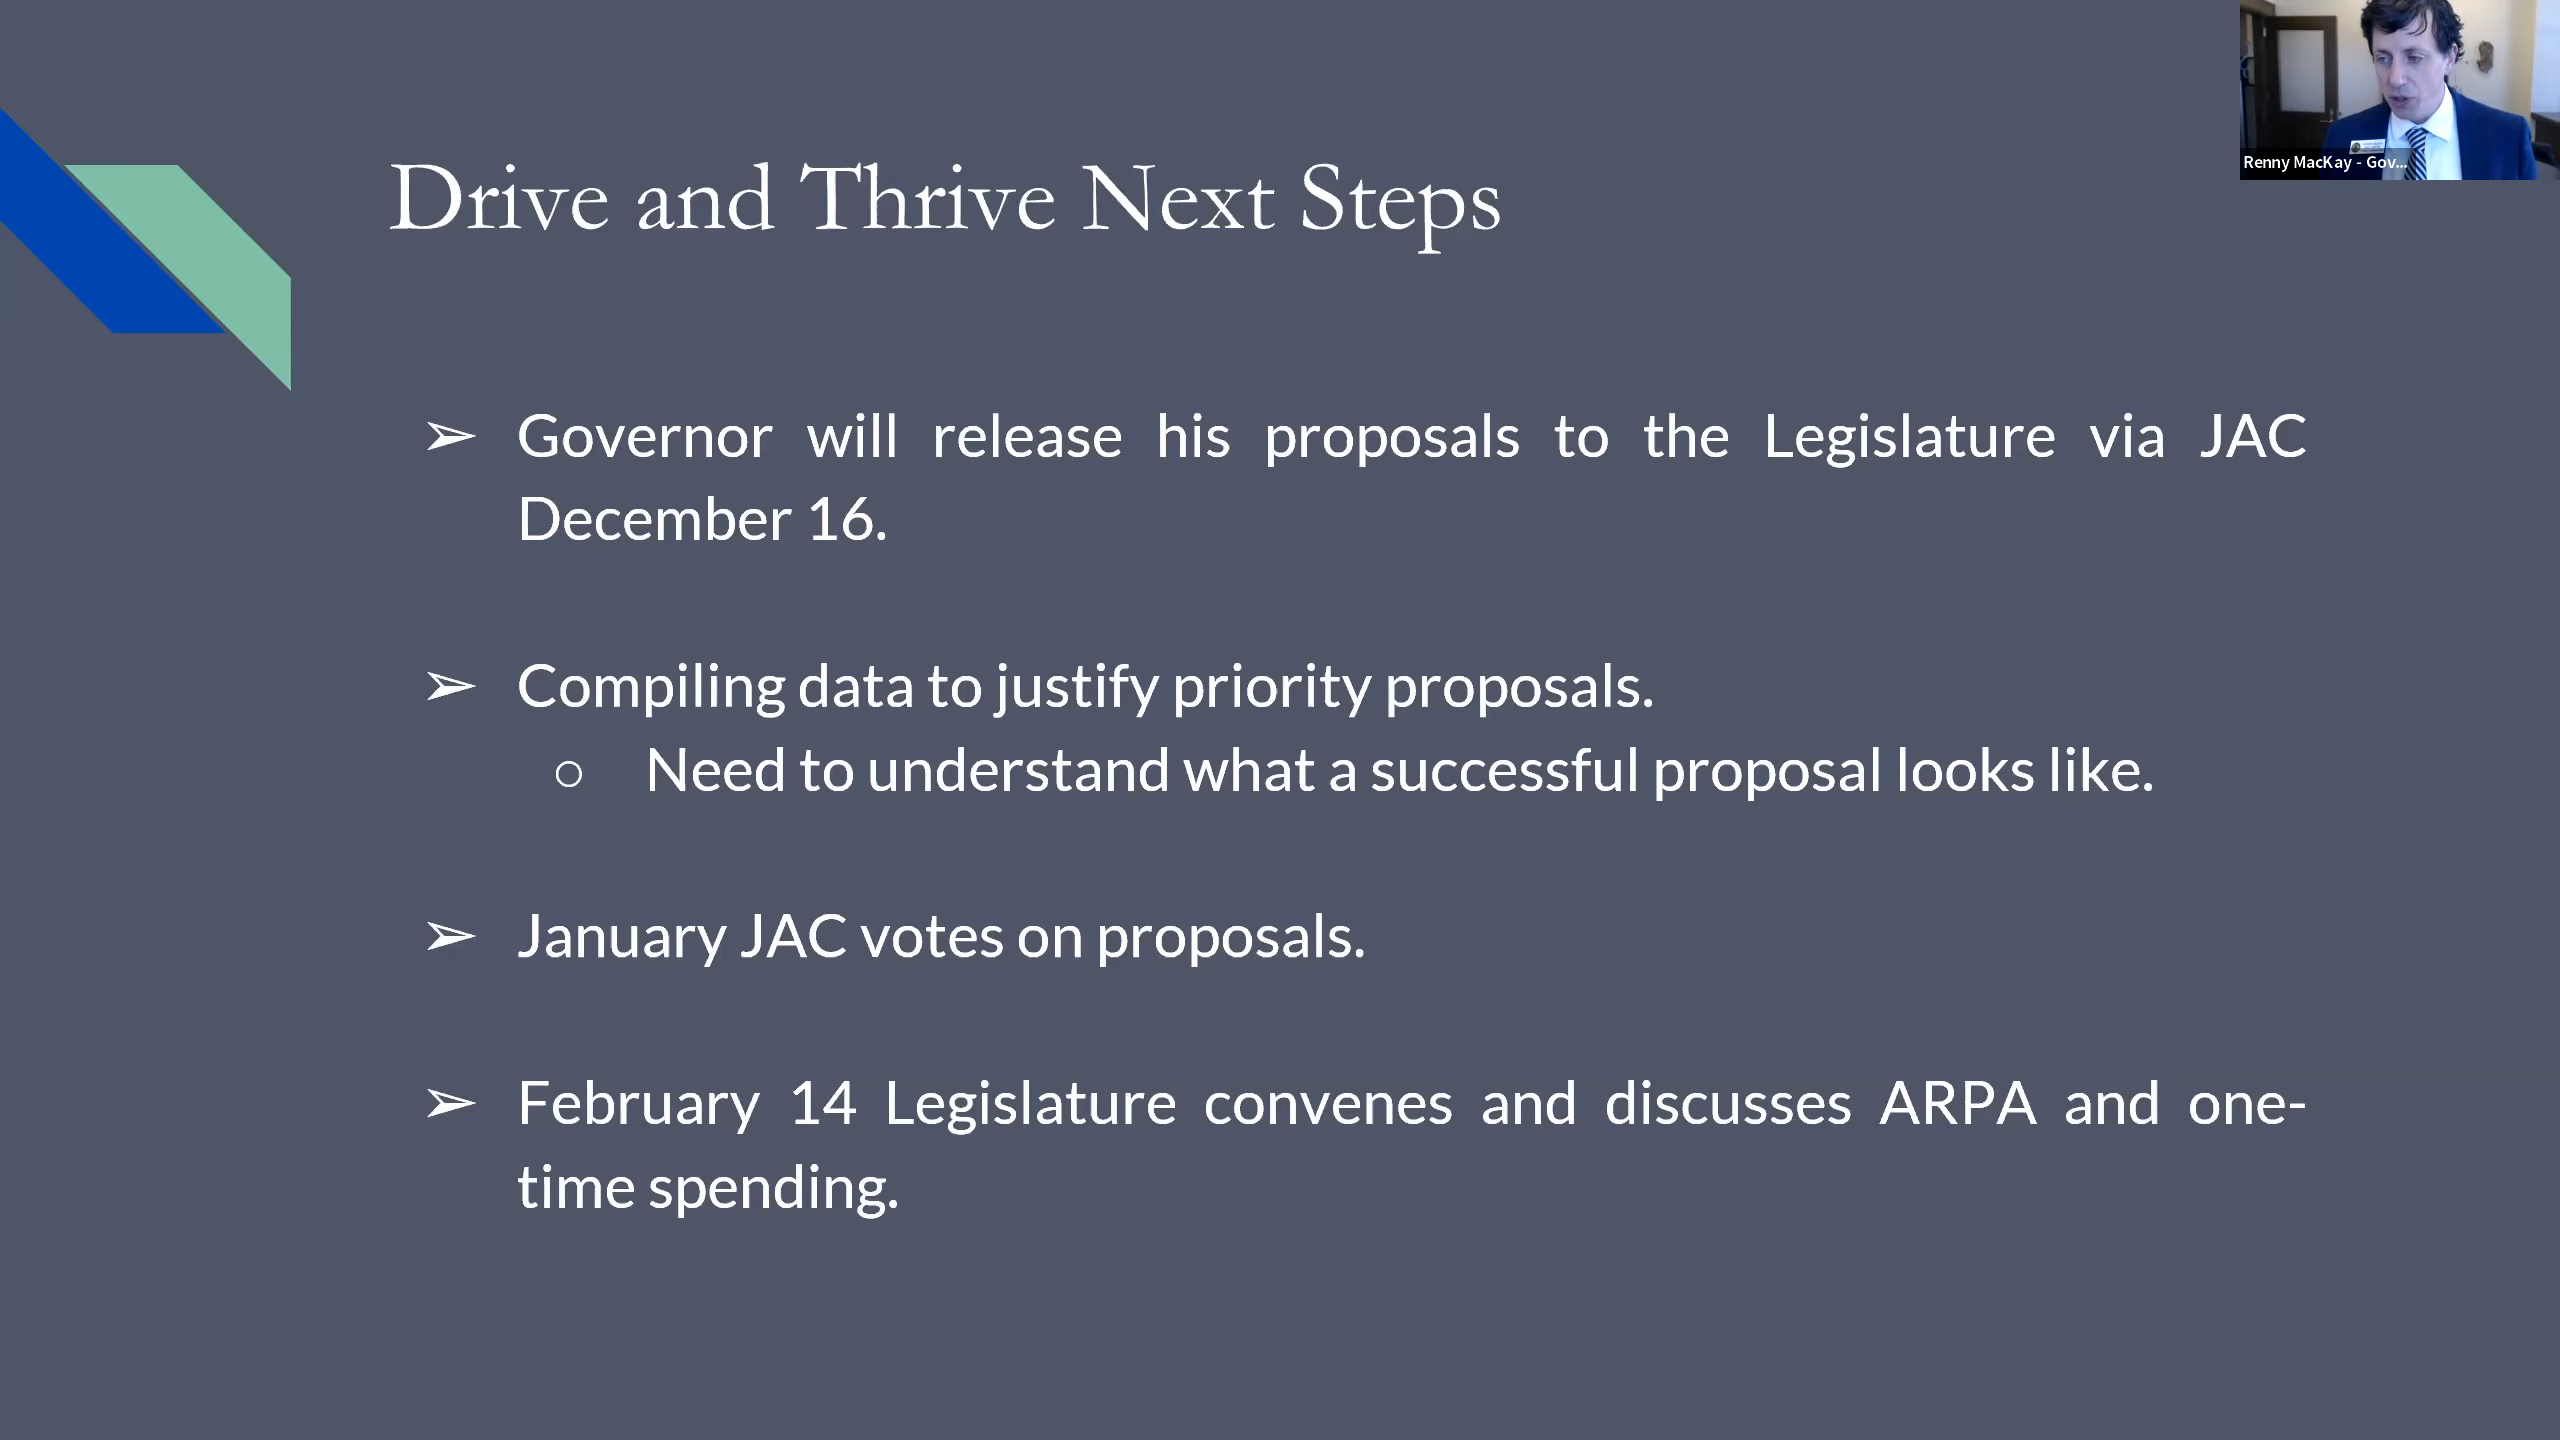 Renny MacKay - Gov...
Drive and Thrive Next Steps
➢ Governor will release his proposals to the Legislature via JAC
December 16.
➢ Compiling data to justify priority proposals.
○ Need to understand what a successful proposal looks like.
➢ January JAC votes on proposals.
➢ February 14 Legislature convenes and discusses ARPA and one-
time spending.